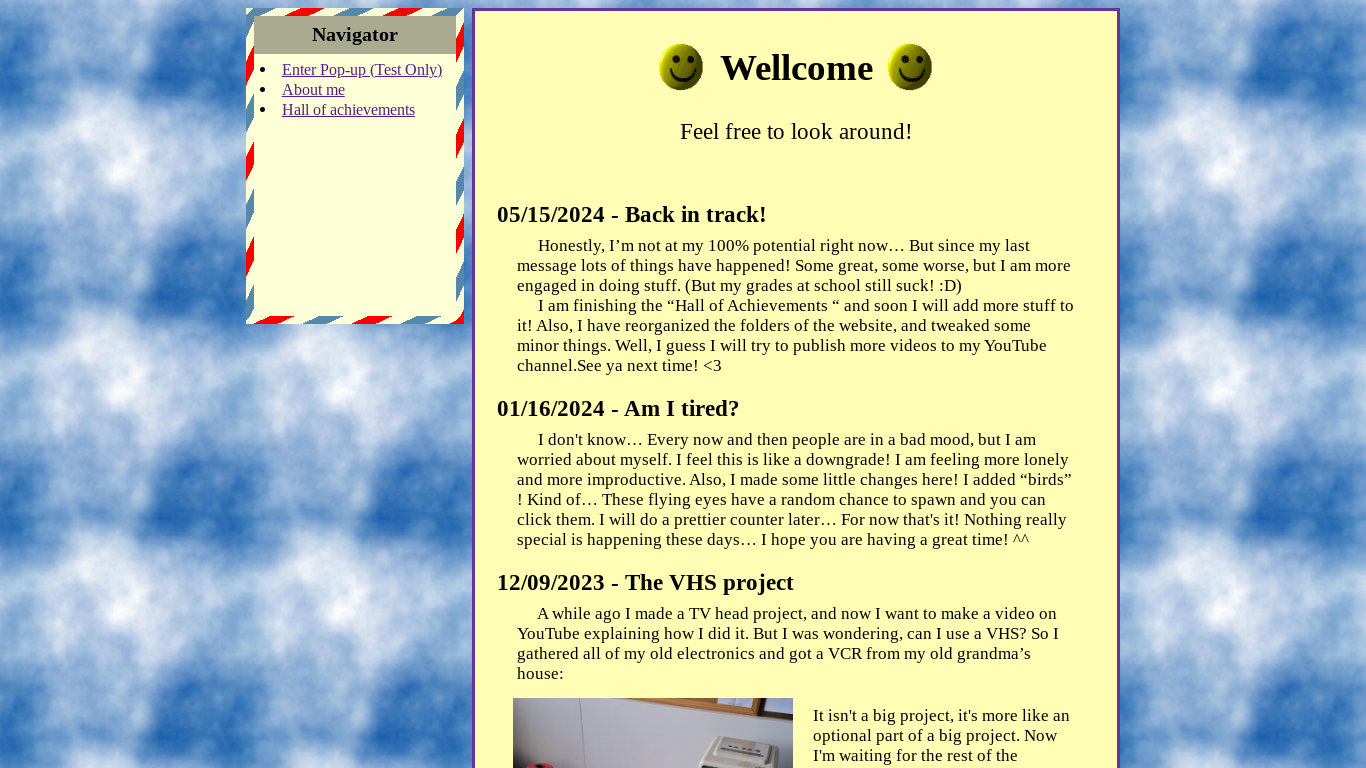 Navigator
Enter Pop-up (Test Only)
About me
Hall of achievements
Wellcome
Feel free to look around!
05/15/2024 - Back in track!
Honestly, I’m not at my 100% potential right now… But since my last
message lots of things have happened! Some great, some worse, but I am more
engaged in doing stuff. (But my grades at school still suck! :D)
I am finishing the “Hall of Achievements “ and soon I will add more stuff to
it! Also, I have reorganized the folders of the website, and tweaked some
minor things. Well, I guess I will try to publish more videos to my YouTube
channel.See ya next time! <3
01/16/2024 - Am I tired?
I don't know… Every now and then people are in a bad mood, but I am
worried about myself. I feel this is like a downgrade! I am feeling more lonely
and more improductive. Also, I made some little changes here! I added “birds”
! Kind of… These flying eyes have a random chance to spawn and you can
click them. I will do a prettier counter later… For now that's it! Nothing really
special is happening these days… I hope you are having a great time! ^^
12/09/2023 - The VHS project
A while ago I made a TV head project, and now I want to make a video on
YouTube explaining how I did it. But I was wondering, can I use a VHS? So I
gathered all of my old electronics and got a VCR from my old grandma’s
house:
It isn't a big project, it's more like an
optional part of a big project. Now
I'm waiting for the rest of the